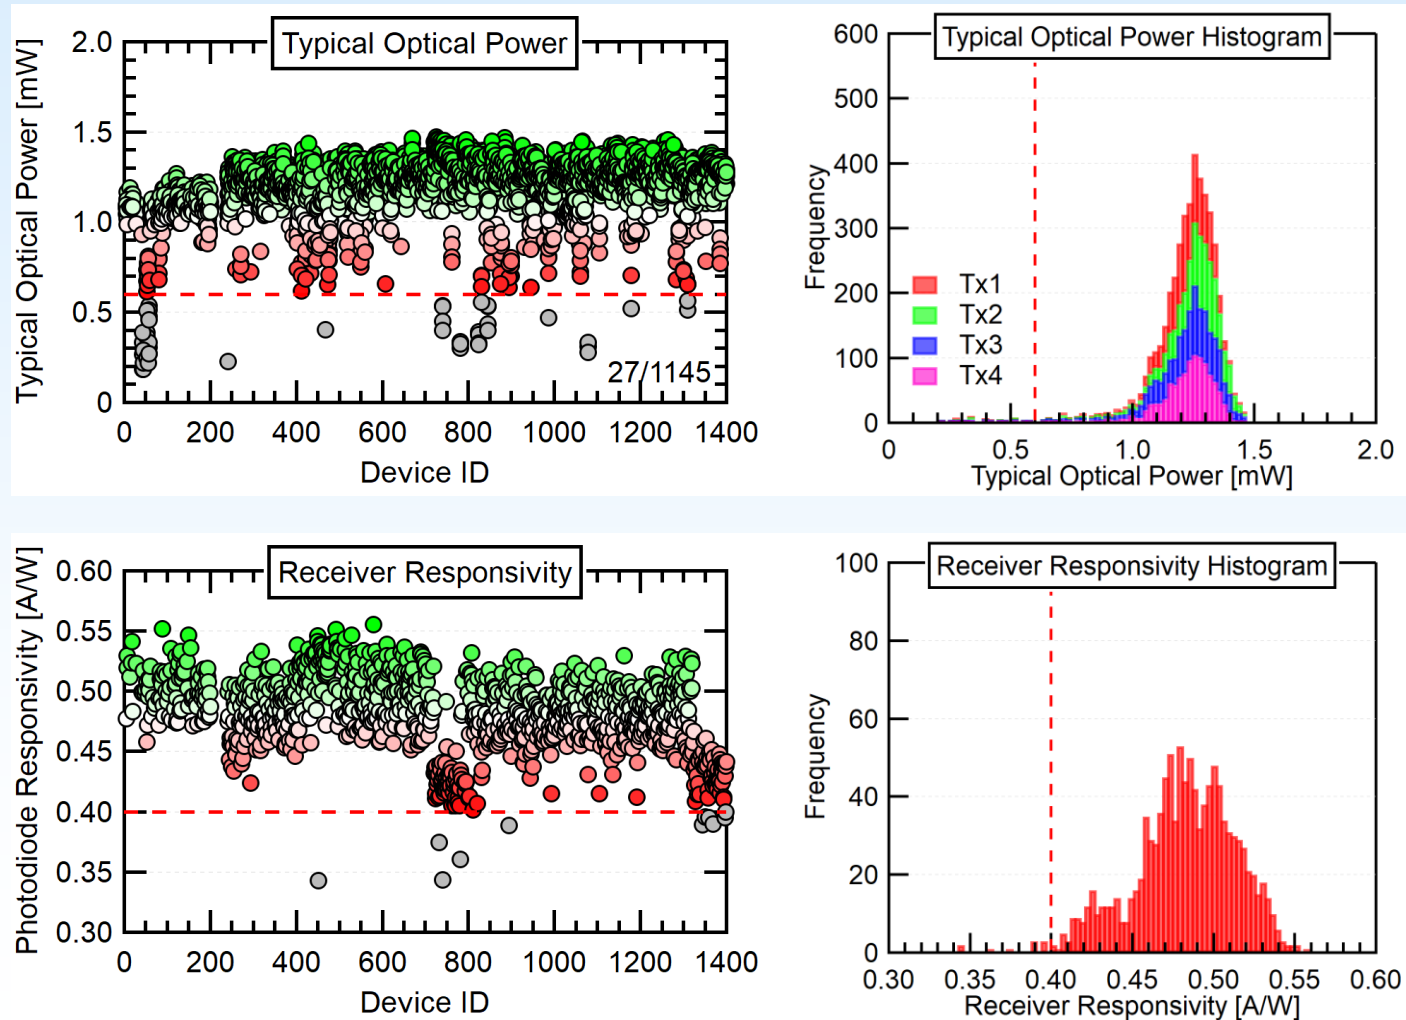 Typical Optical Power
Typical Optical Power [mW]
2.0
1.5
1.0
0.5
0
27/1145
0 200 400 600 800 1000 1200 1400
Device ID
Typical Optical Power Histogram
Frequency
600
500
400
300
200
100
0
Tx1
Tx2
Tx3
Tx4
0 0.5 1.0 1.5 2.0
Typical Optical Power [mW]
Receiver Responsivity
Photodiode Responsivity [A/W]
0.60
0.55
0.50
0.45
0.40
0.35
0.30
0 200 400 600 800 1000 1200 1400
Device ID
Receiver Responsivity Histogram
Frequency
100
80
60
40
20
0
0.30 0.35 0.40 0.45 0.50 0.55 0.60
Receiver Responsivity [A/W]